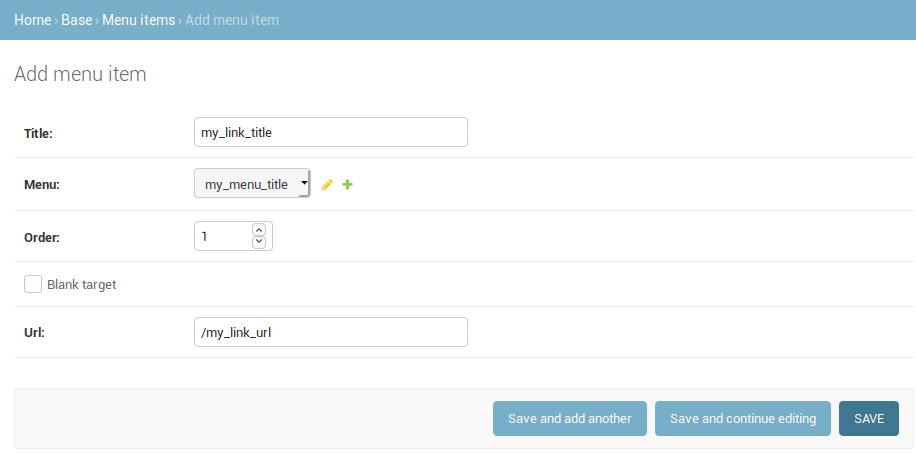 Home › Base › Menu items › Add menu item
Add menu item
Title: my_link_title
Menu: my_menu_title
Order: 1
Blank target
Url: /my_link_url
Save and add another Save and continue editing SAVE